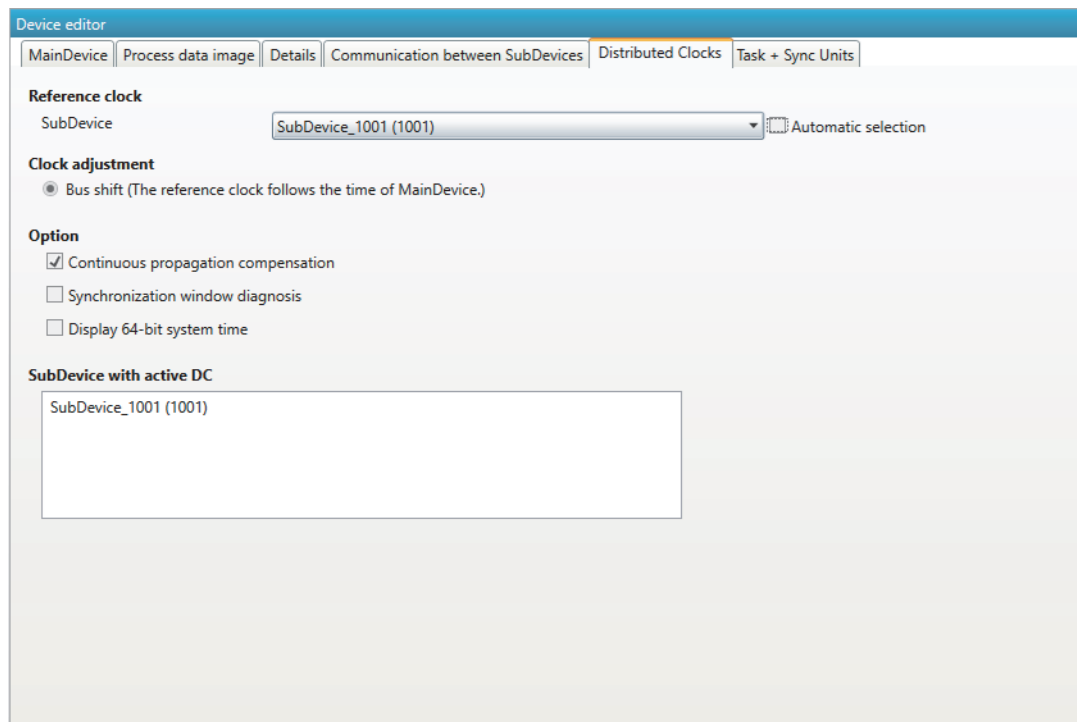 Device editor
MainDevice Process data image Details Communication between SubDevices Distributed Clocks Task + Sync Units
Reference clock
SubDevice SubDevice_1001 (1001) Automatic selection
Clock adjustment
Bus shift (The reference clock follows the time of MainDevice.)
Option
Continuous propagation compensation
Synchronization window diagnosis
Display 64-bit system time
SubDevice with active DC
SubDevice_1001 (1001)